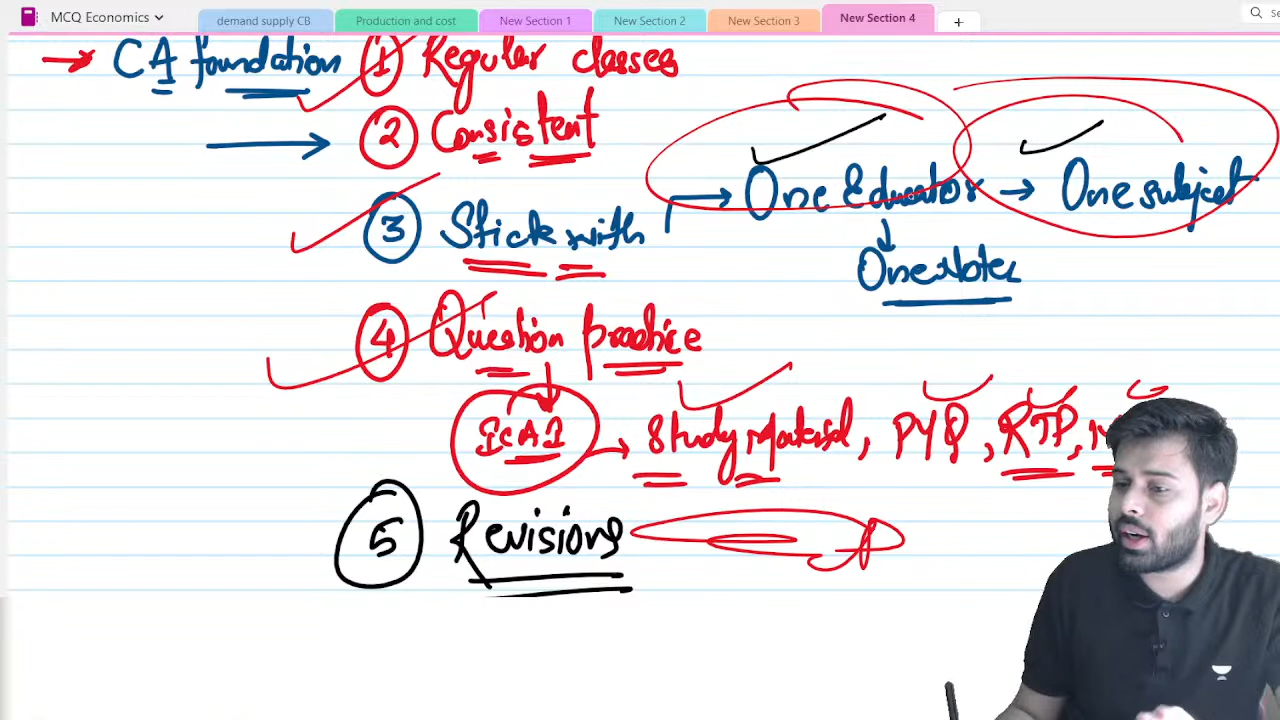 MCQ Economics
demand supply CB
Production and cost
New Section 1
New Section 2
New Section 3
New Section 4
+
→ CA foundation ① Regular classes
② Consistent
③ Stick with → One Educator → One subject
One Notes
④ Question practice
ICAI → Study material, PYQ, RTP,
⑤ Revisions